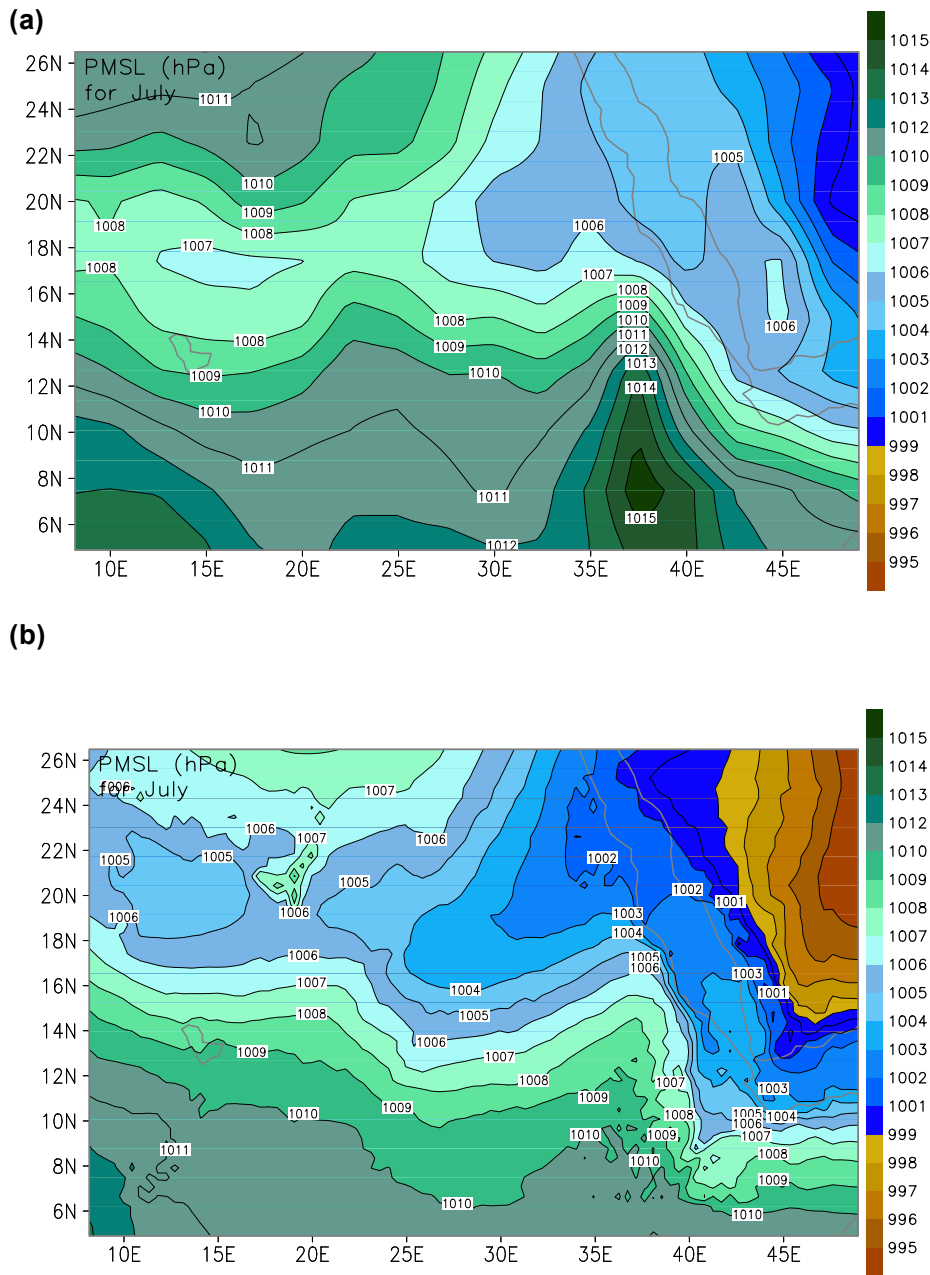 (a)
PMSL (hPa)
for July
26N
24N
22N
20N
18N
16N
14N
12N
10N
8N
6N
10E 15E 20E 25E 30E 35E 40E 45E
1011
1005
1010
1009
1008 1008 1006
1007
1008 1007
1008
1009
1006
1008 1008 1010
1011
1009 1012
1013
1009 1010
1014
1010
1011
1011
1015
1012
1015
1014
1013
1012
1010
1009
1008
1007
1006
1005
1004
1003
1002
1001
999
998
997
996
995
(b)
PMSL (hPa)
for July
26N
24N
22N
20N
18N
16N
14N
12N
10N
8N
6N
10E 15E 20E 25E 30E 35E 40E 45E
1006
1007
1006 1007 1006
1005 1005 1002
1005 1002
1001
1006 1006 1003
1004
1006 1005
1006 1003
1007 1004 1001
1008 1005
1006
1009 1007
1008 1007 1003
1009
1010 1009 1008 1005 1004
1006
1010 1009 1007
1011 1010 1008
1009
1010 1010
1015
1014
1013
1012
1010
1009
1008
1007
1006
1005
1004
1003
1002
1001
999
998
997
996
995